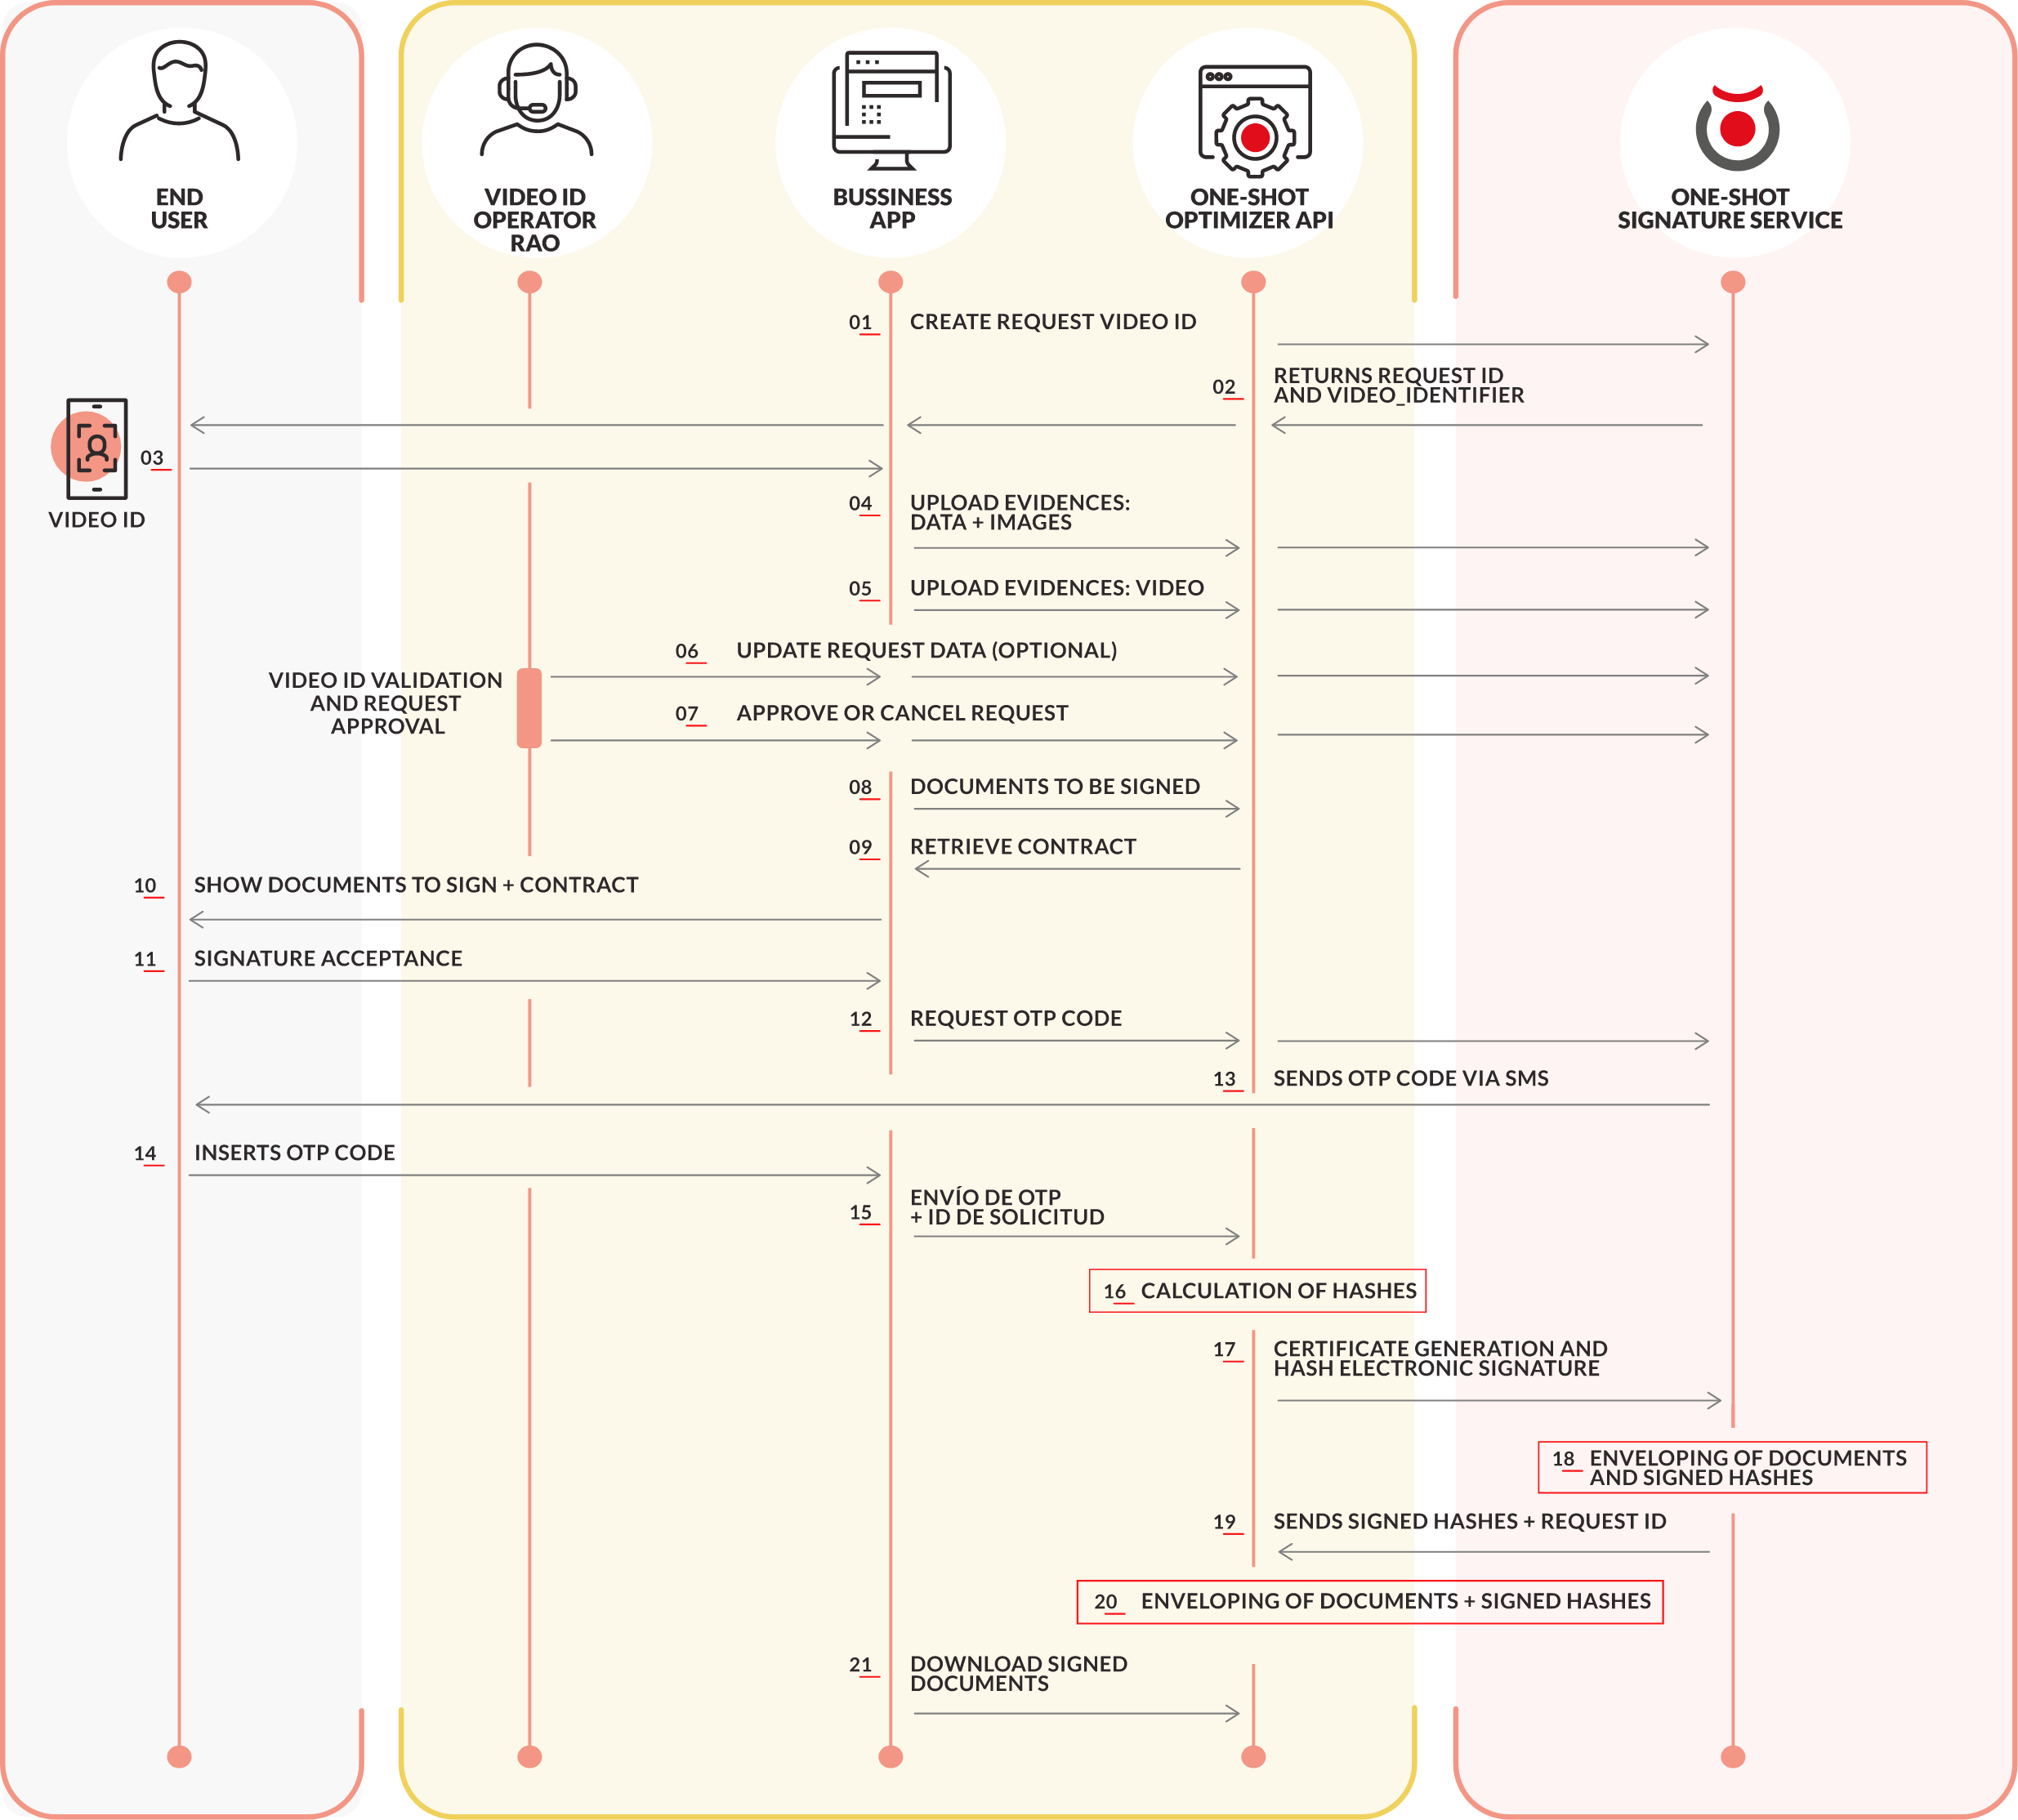 END
USER
VIDEO ID
OPERATOR
RAO
BUSSINESS
APP
ONE-SHOT
OPTIMIZER API
ONE-SHOT
SIGNATURE SERVICE
01 CREATE REQUEST VIDEO ID
02 RETURNS REQUEST ID
AND VIDEO_IDENTIFIER
03
VIDEO ID
04 UPLOAD EVIDENCES:
DATA + IMAGES
05 UPLOAD EVIDENCES: VIDEO
06 UPDATE REQUEST DATA (OPTIONAL)
VIDEO ID VALIDATION
AND REQUEST
APPROVAL
07 APPROVE OR CANCEL REQUEST
08 DOCUMENTS TO BE SIGNED
09 RETRIEVE CONTRACT
10 SHOW DOCUMENTS TO SIGN + CONTRACT
11 SIGNATURE ACCEPTANCE
12 REQUEST OTP CODE
13 SENDS OTP CODE VIA SMS
14 INSERTS OTP CODE
15 ENVÍO DE OTP
+ ID DE SOLICITUD
16 CALCULATION OF HASHES
17 CERTIFICATE GENERATION AND
HASH ELECTRONIC SIGNATURE
18 ENVELOPING OF DOCUMENTS
AND SIGNED HASHES
19 SENDS SIGNED HASHES + REQUEST ID
20 ENVELOPING OF DOCUMENTS + SIGNED HASHES
21 DOWNLOAD SIGNED
DOCUMENTS